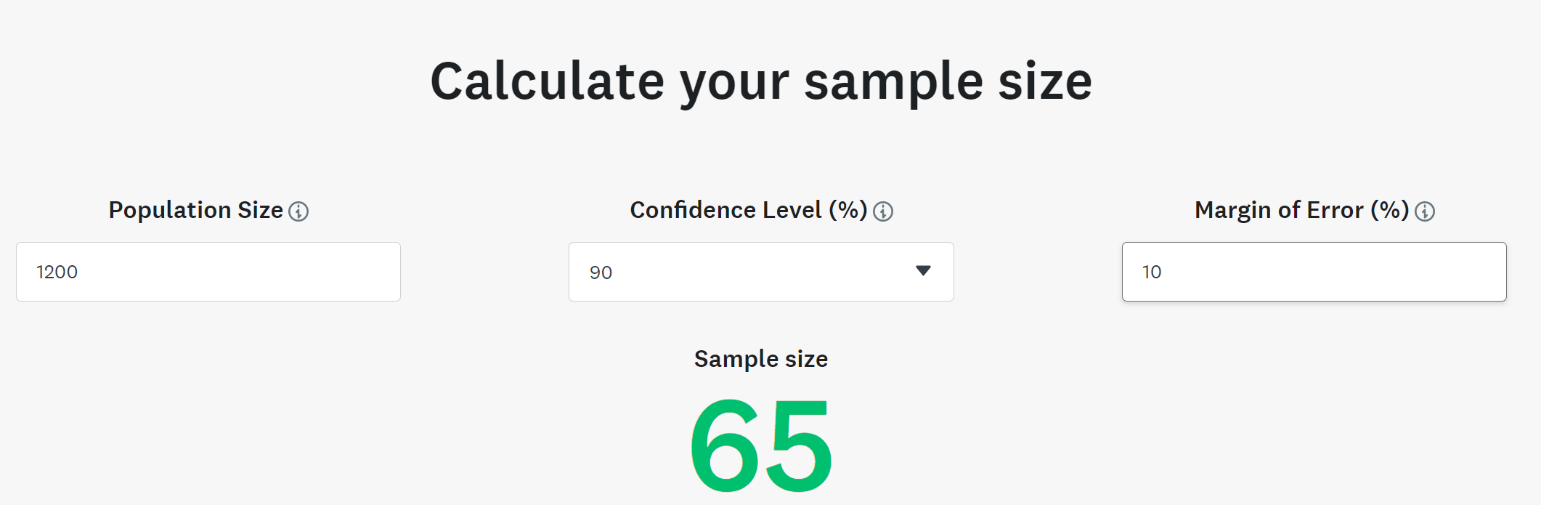 Calculate your sample size
Population Size
Confidence Level (%)
Margin of Error (%)
1200
90
10
Sample size
65